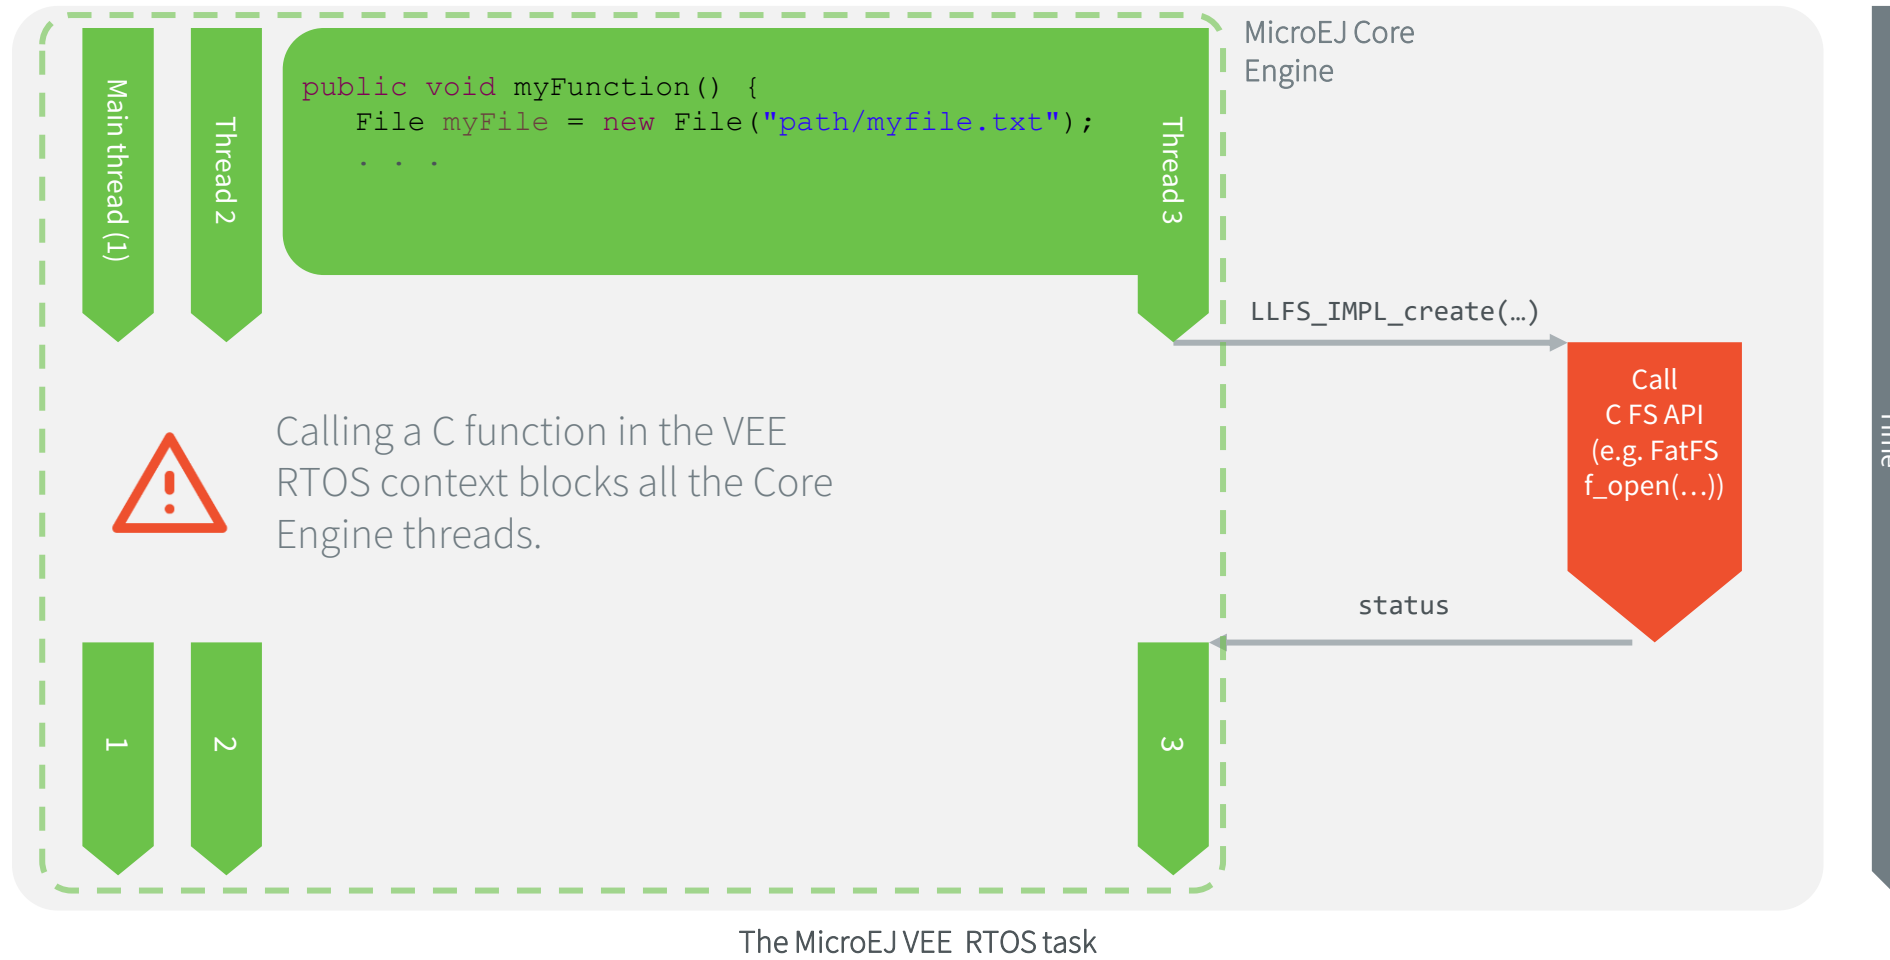 MicroEJ Core
Engine
Main thread (1)
Thread 2
public void myFunction() {
File myFile = new File("path/myfile.txt");
. . .
Thread 3
LLFS_IMPL_create(…)
Call
C FS API
(e.g. FatFS
f_open(…))
Calling a C function in the VEE
RTOS context blocks all the Core
Engine threads.
status
1
2
3
The MicroEJ VEE RTOS task